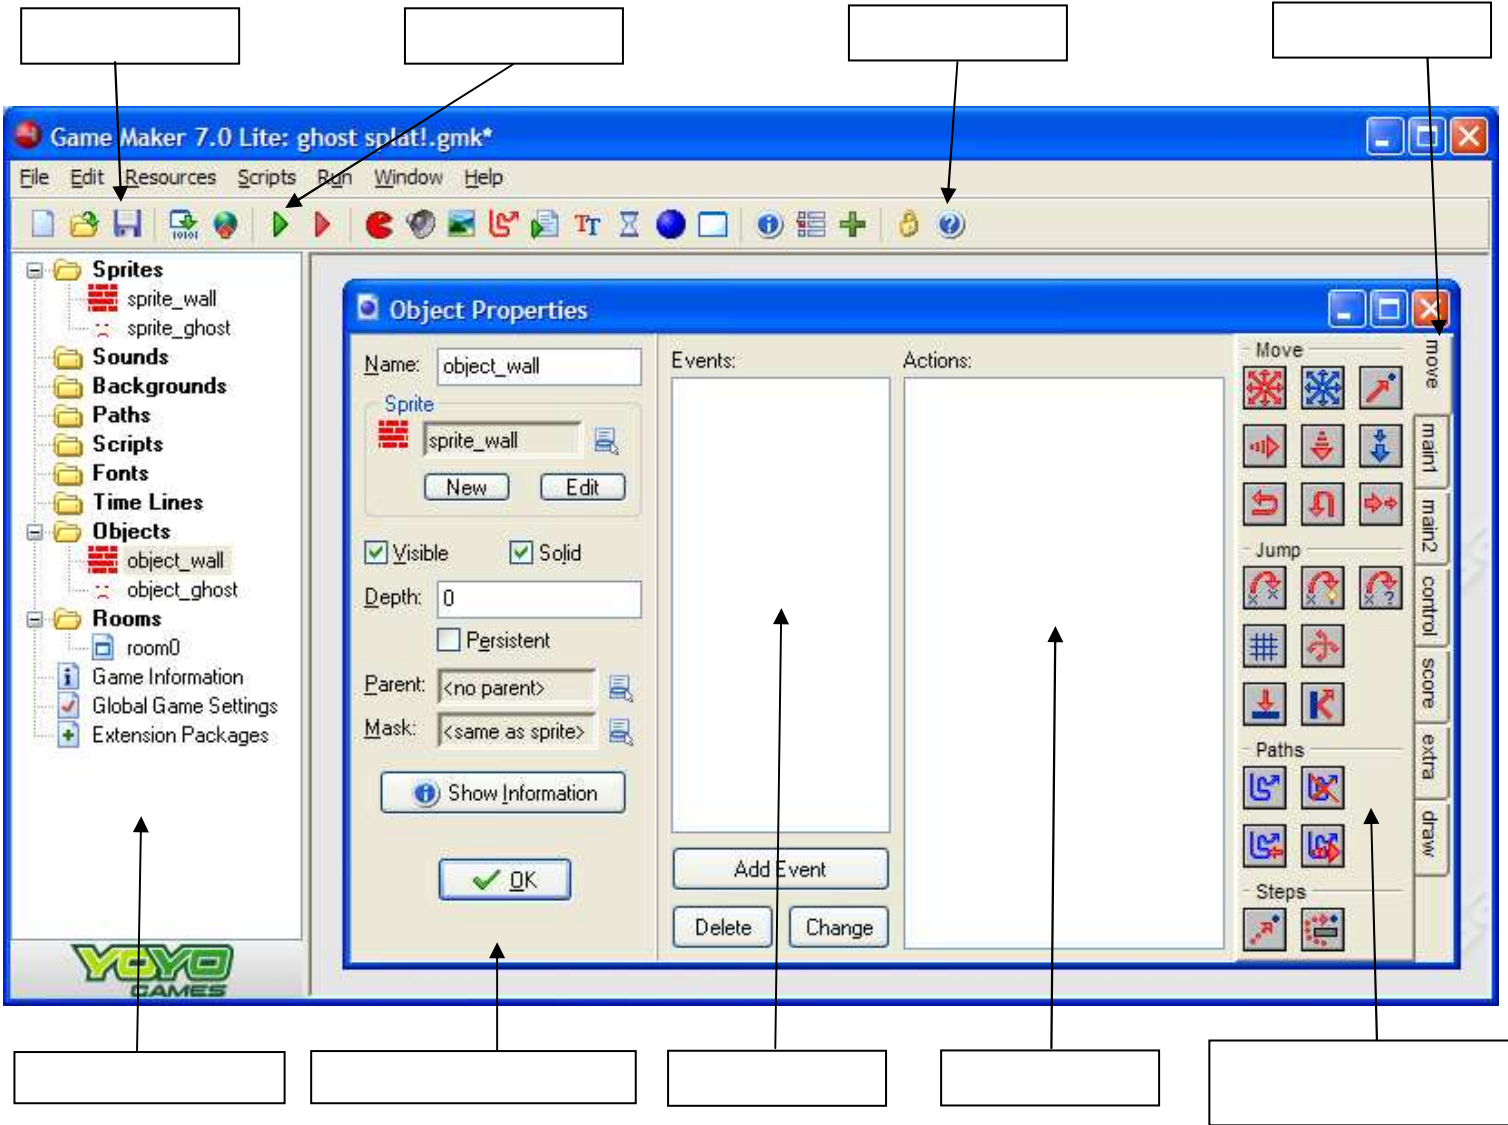 Game Maker 7.0 Lite: ghost splat!.gmk*
File Edit Resources Scripts Run Window Help
10101
TT
Sprites
sprite_wall
sprite_ghost
Sounds
Backgrounds
Paths
Scripts
Fonts
Time Lines
Objects
object_wall
object_ghost
Rooms
room0
Game Information
Global Game Settings
Extension Packages
YOYO
GAMES
Object Properties
Name: object_wall
Sprite
sprite_wall
New Edit
Visible Solid
Depth: 0
Persistent
Parent: <no parent>
Mask: <same as sprite>
Show Information
OK
Events:
Add Event
Delete Change
Actions:
Move
Jump
Paths
Steps
move
main1
main2
control
score
extra
draw